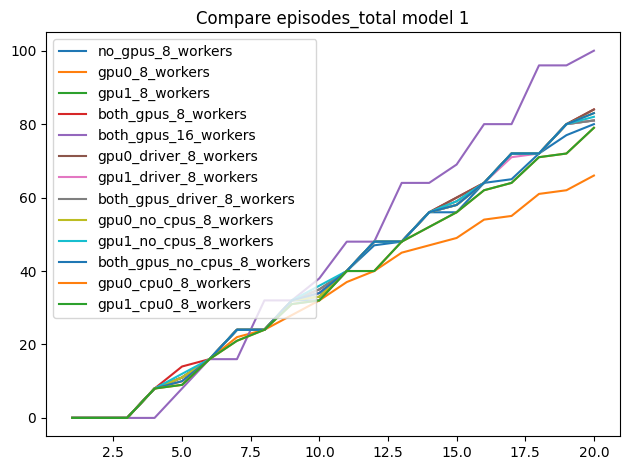 Compare episodes_total model 1
100
80
60
40
20
0
no_gpus_8_workers
gpu0_8_workers
gpu1_8_workers
both_gpus_8_workers
both_gpus_16_workers
gpu0_driver_8_workers
gpu1_driver_8_workers
both_gpus_driver_8_workers
gpu0_no_cpus_8_workers
gpu1_no_cpus_8_workers
both_gpus_no_cpus_8_workers
gpu0_cpu0_8_workers
gpu1_cpu0_8_workers
2.5 5.0 7.5 10.0 12.5 15.0 17.5 20.0